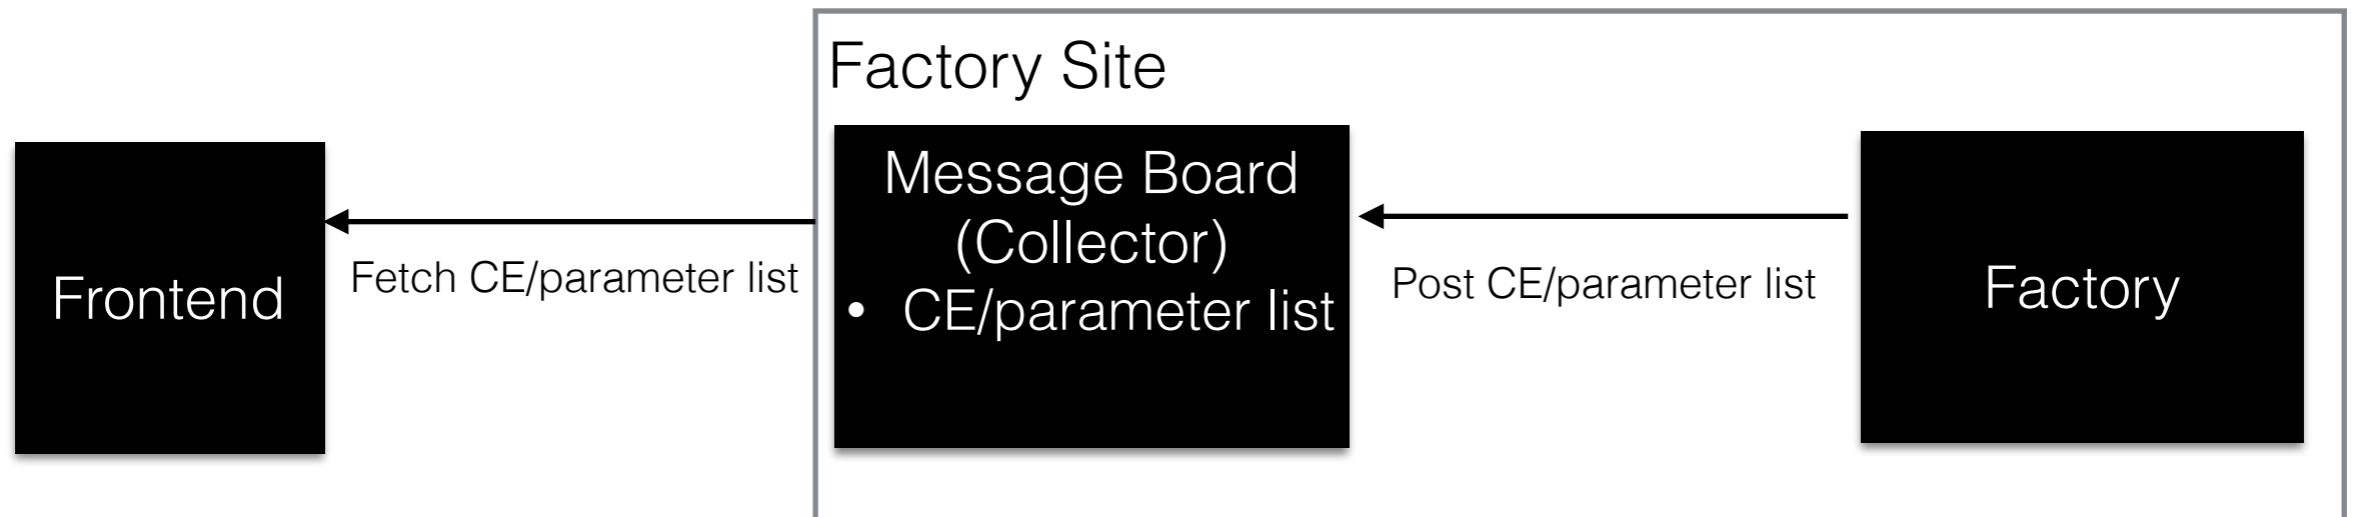 Factory Site
Frontend
Fetch CE/parameter list
Message Board
(Collector)
• CE/parameter list
Post CE/parameter list
Factory